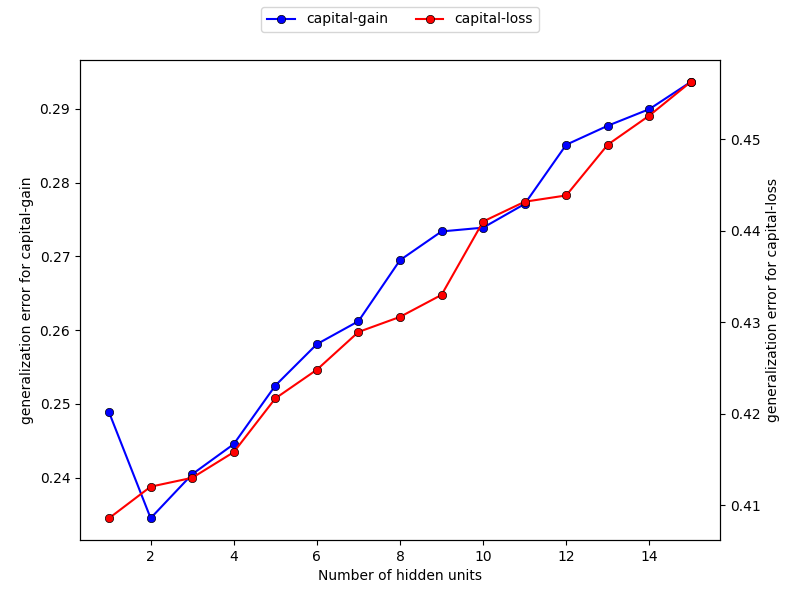 capital-gain capital-loss
generalization error for capital-gain
0.29
0.28
0.27
0.26
0.25
0.24
2 4 6 8 10 12 14
Number of hidden units
0.45
0.44
0.43
0.42
0.41
generalization error for capital-loss